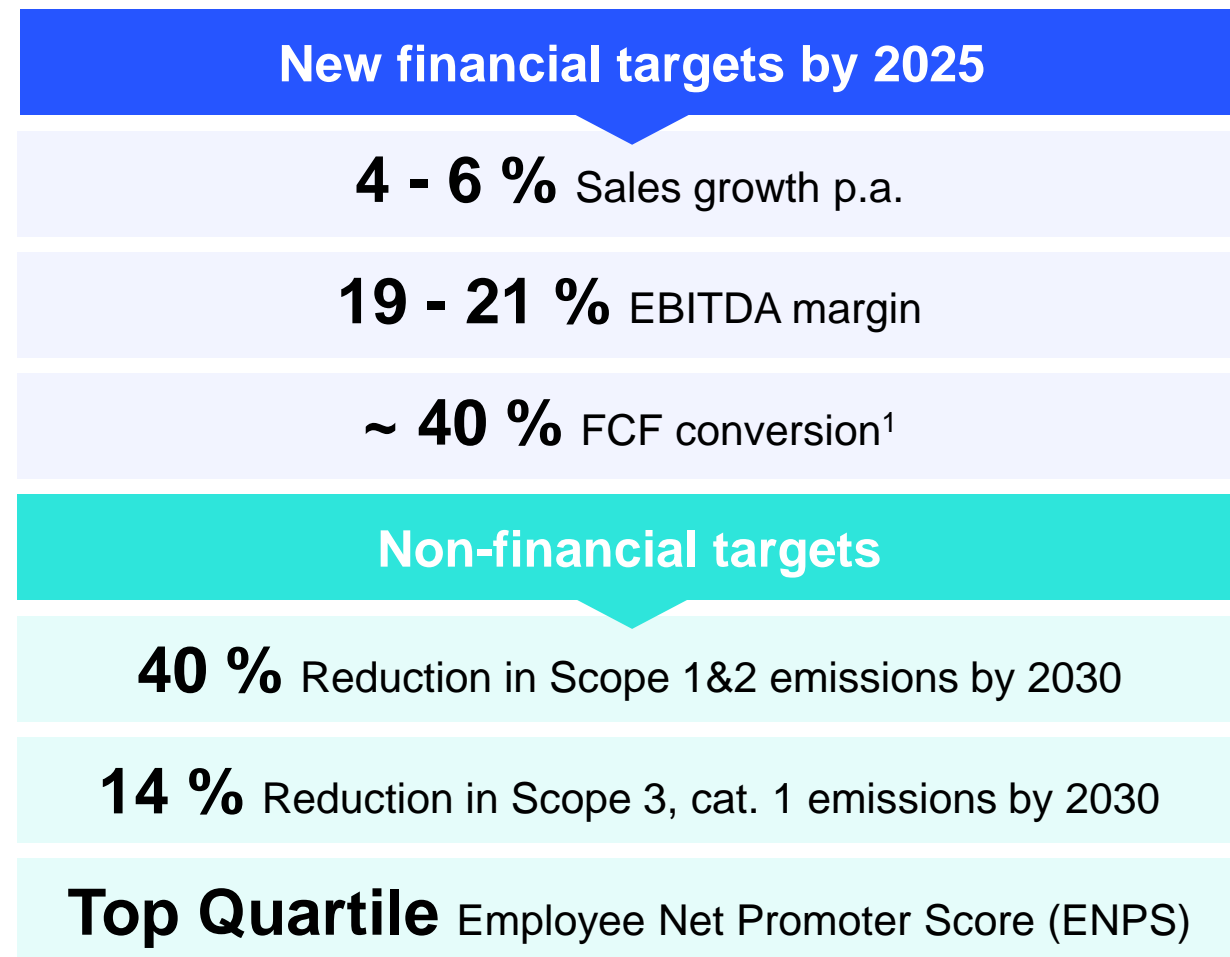 New financial targets by 2025
4 - 6 % Sales growth p.a.
19 - 21 % EBITDA margin
~ 40 % FCF conversion¹
Non-financial targets
40 % Reduction in Scope 1&2 emissions by 2030
14 % Reduction in Scope 3, cat. 1 emissions by 2030
Top Quartile Employee Net Promoter Score (ENPS)